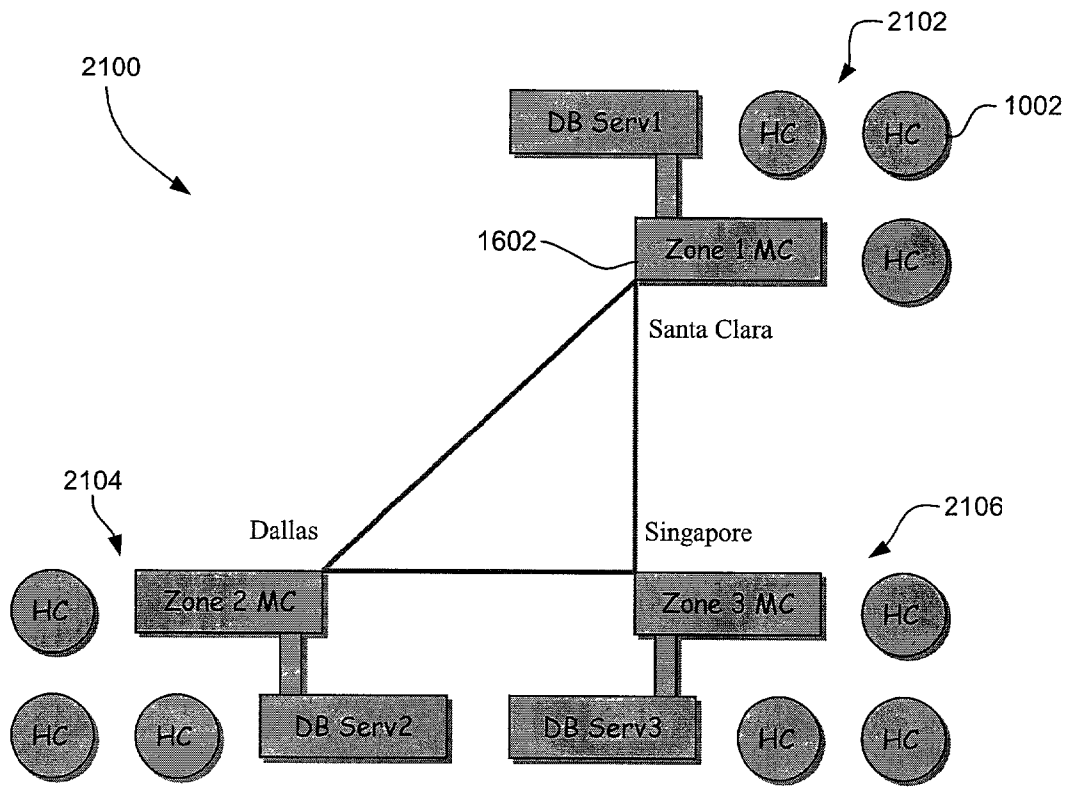 2102
2100
1002
DB Serv1
HC
HC
1602
Zone 1 MC
HC
Santa Clara
2104
2106
Dallas
Singapore
HC
Zone 2 MC
Zone 3 MC
HC
HC
HC
DB Serv2
DB Serv3
HC
HC